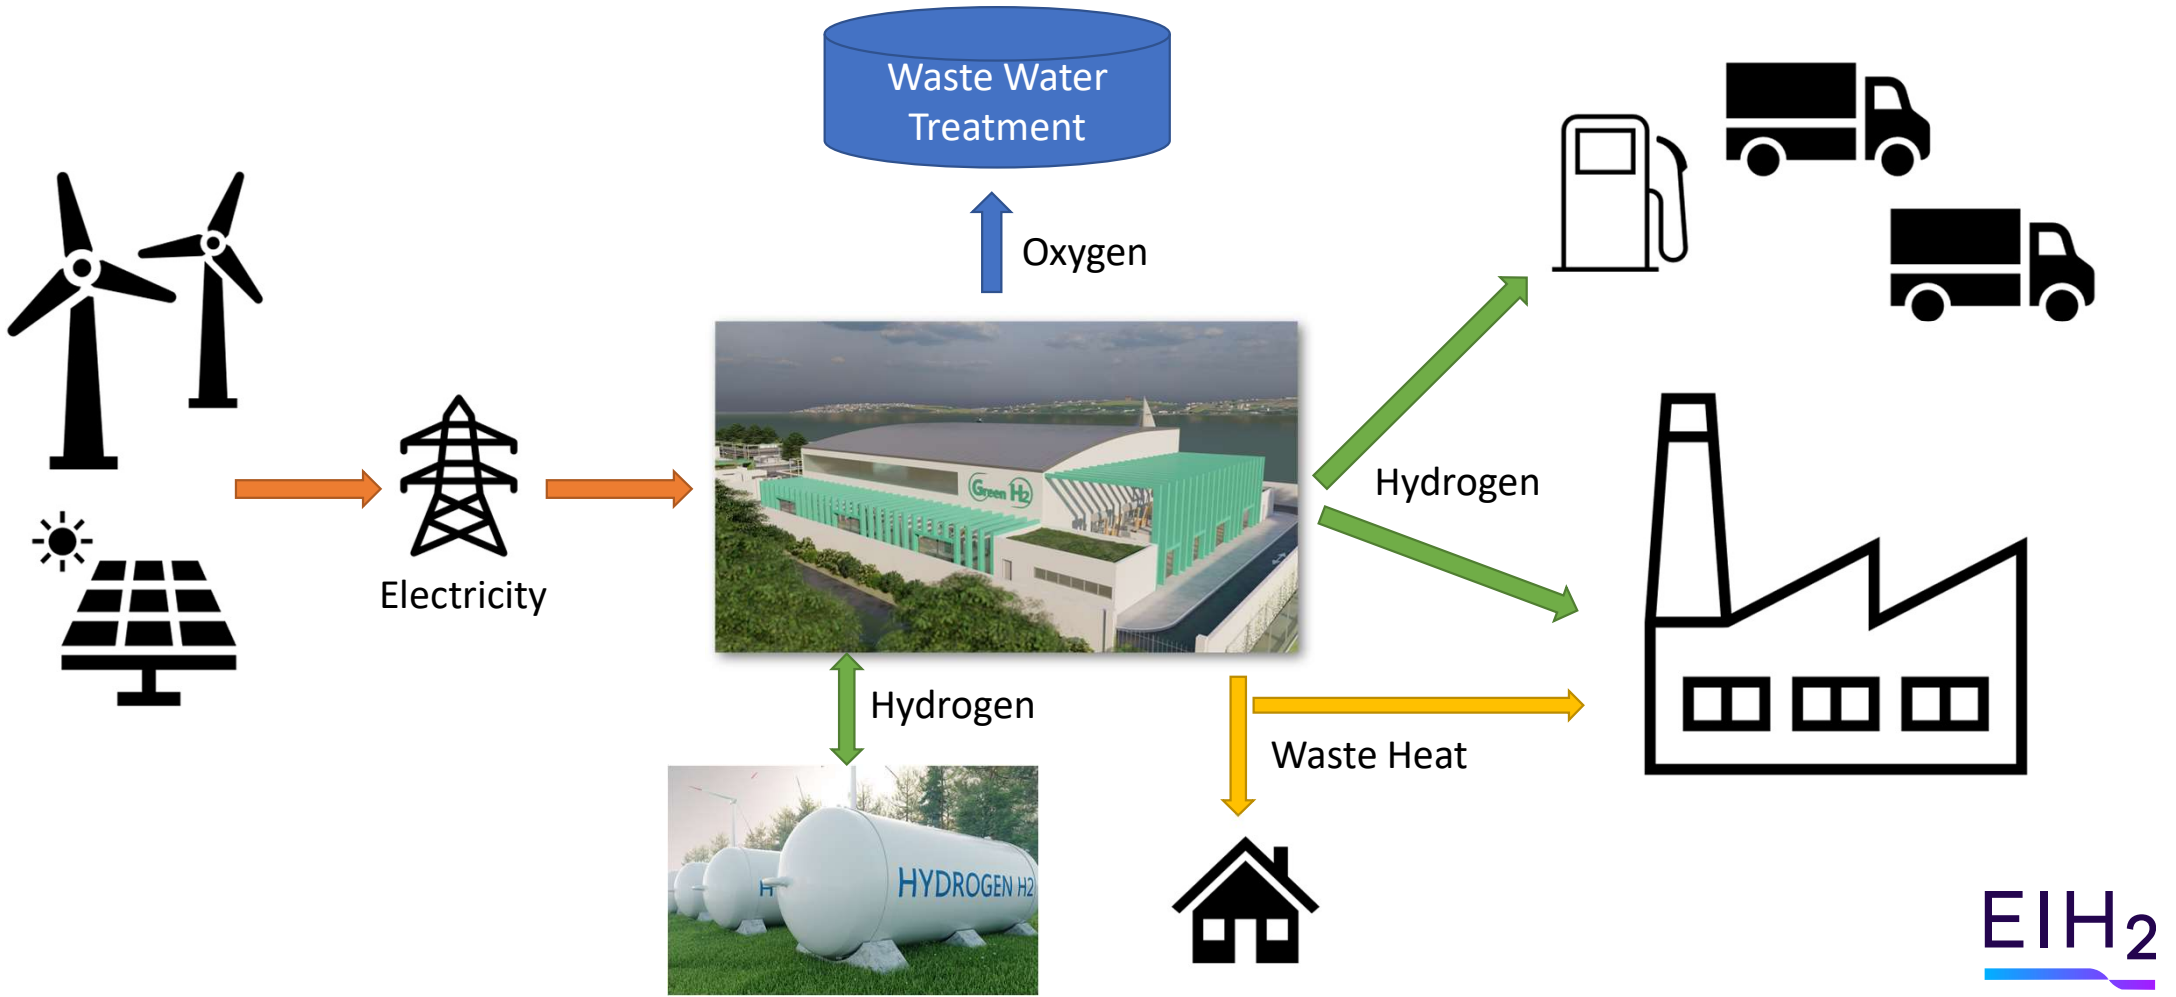 Waste Water
Treatment
Oxygen
Electricity
Green H2
Hydrogen
Hydrogen
Waste Heat
HYDROGEN H2
H
EIH2